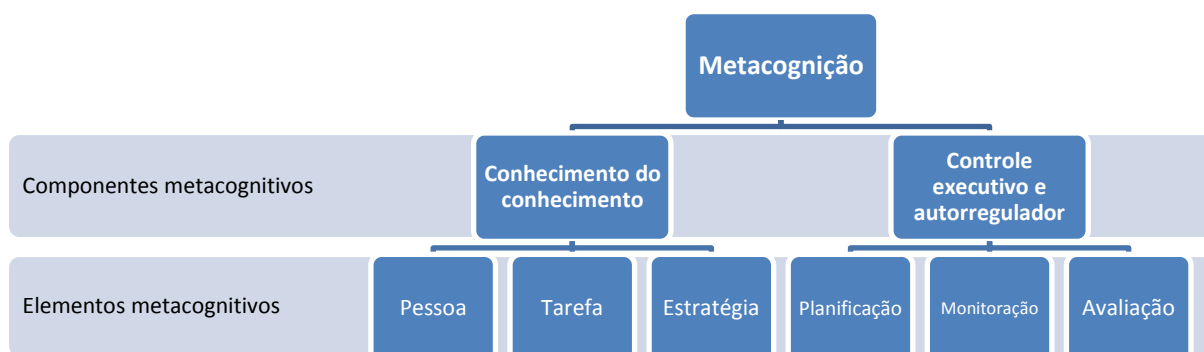 Metacognição
Componentes metacognitivos
Conhecimento do
conhecimento
Controle
executivo e
autorregulador
Elementos metacognitivos
Pessoa
Tarefa
Estratégia
Planificação
Monitoração
Avaliação